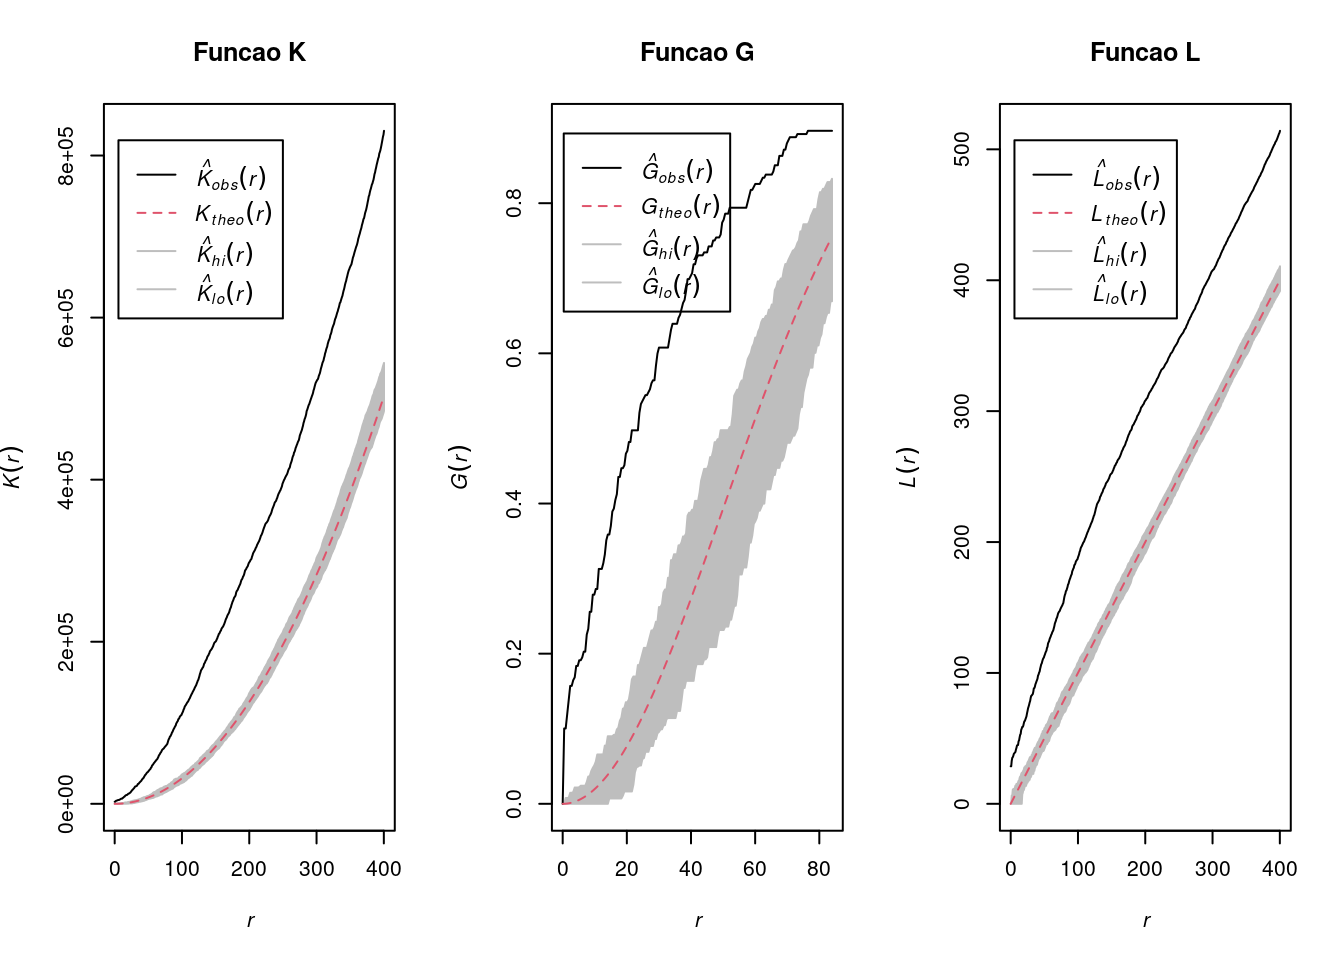 Funcao K
K(r)
8e+05
6e+05
4e+05
2e+05
0e+00
K̂obs(r)
Ktheo(r)
K̂hi(r)
K̂lo(r)
0 100 200 300 400
r
Funcao G
G(r)
0.8
0.6
0.4
0.2
0.0
Ĝobs(r)
Gtheo(r)
Ĝhi(r)
Ĝlo(r)
0 20 40 60 80
r
Funcao L
L(r)
500
400
300
200
100
0
L̂obs(r)
Ltheo(r)
L̂hi(r)
L̂lo(r)
0 100 200 300 400
r